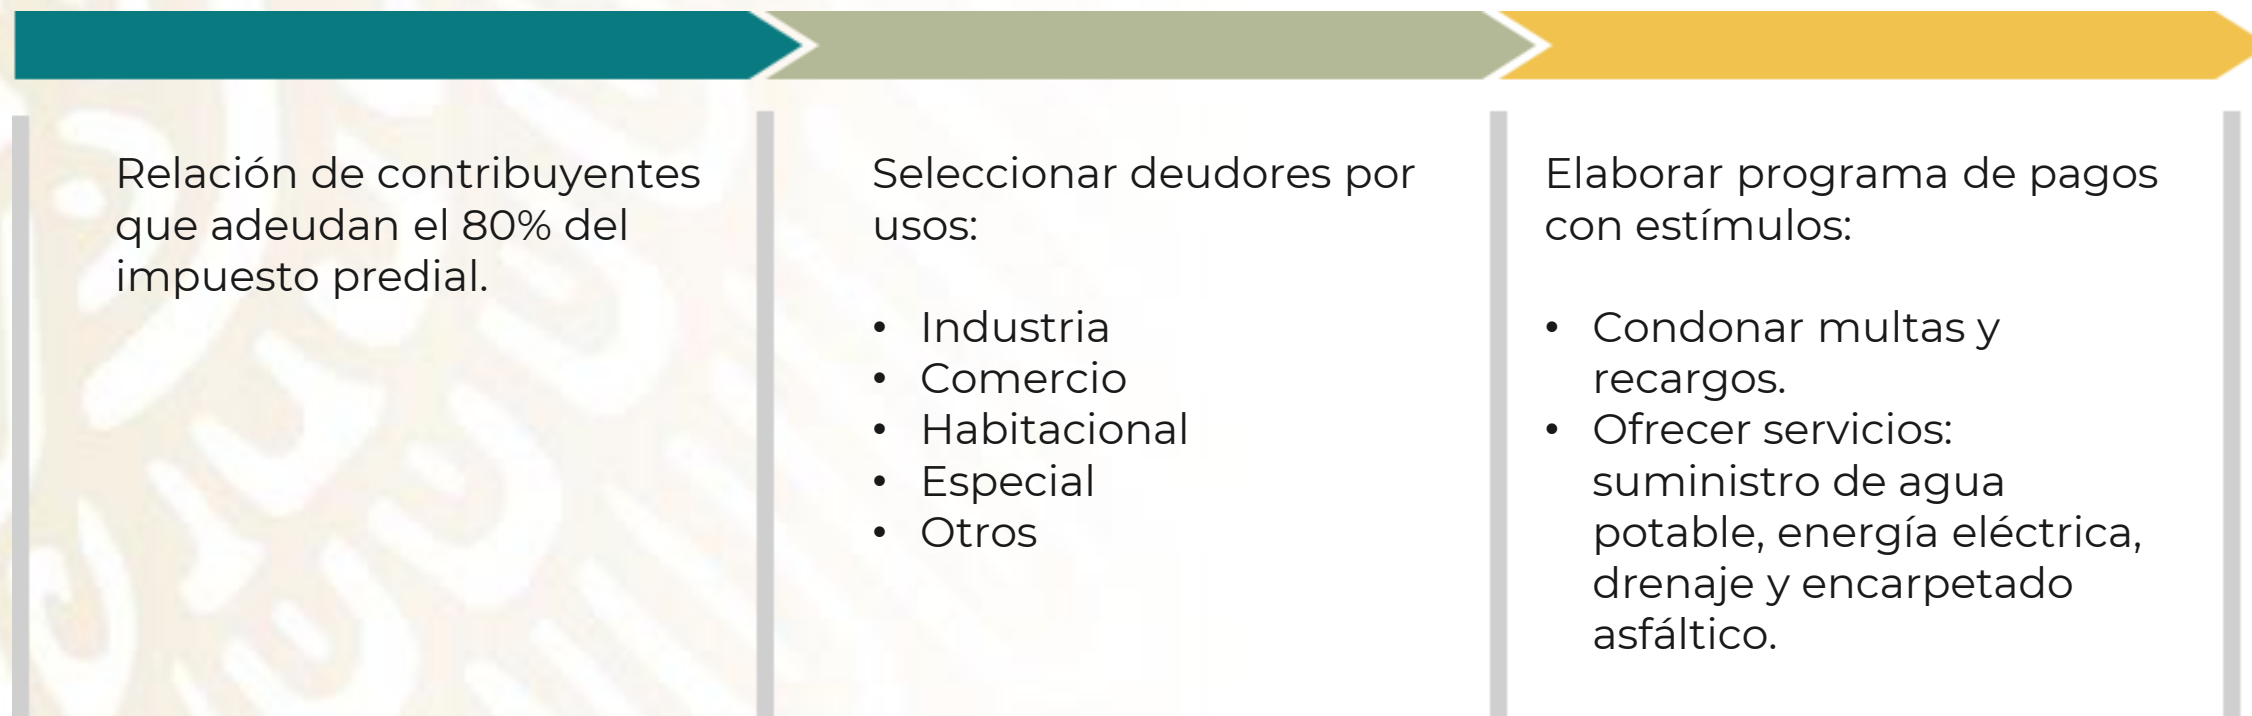 Relación de contribuyentes
que adeudan el 80% del
impuesto predial.
Seleccionar deudores por
usos:
• Industria
• Comercio
• Habitacional
• Especial
• Otros
Elaborar programa de pagos
con estímulos:
• Condonar multas y
recargos.
• Ofrecer servicios:
suministro de agua
potable, energía eléctrica,
drenaje y encarpetado
asfáltico.